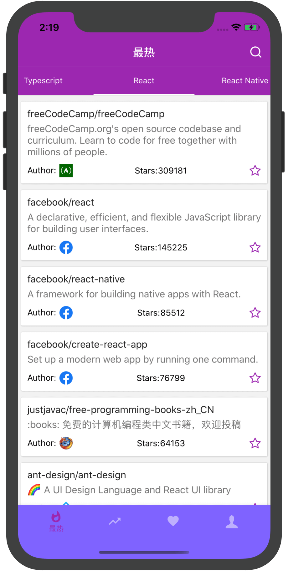 2:19
最热
Typescript
React
React Native
freeCodeCamp/freeCodeCamp
freeCodeCamp.org's open source codebase and
curriculum. Learn to code for free together with
millions of people.
Author:
Stars:309181
facebook/react
A declarative, efficient, and flexible JavaScript library
for building user interfaces.
Author:
Stars:145225
facebook/react-native
A framework for building native apps with React.
Author:
Stars:85512
facebook/create-react-app
Set up a modern web app by running one command.
Author:
Stars:76799
justjavac/free-programming-books-zh_CN
:books: 免费的计算机编程类中文书籍，欢迎投稿
Author:
Stars:64153
ant-design/ant-design
🌈 A UI Design Language and React UI library
最热